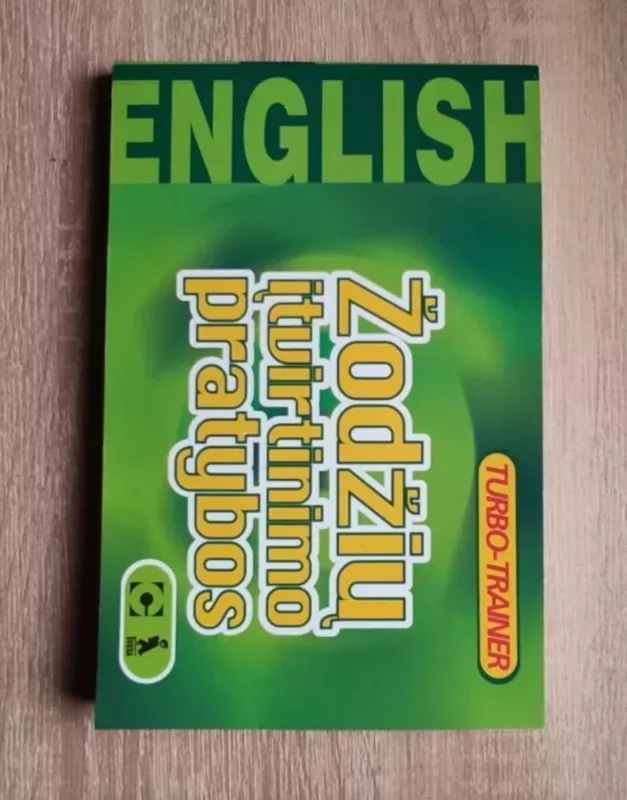 ENGLISH
TURBO-TRAINER
Žodžių
įtvirtinimo
pratybos